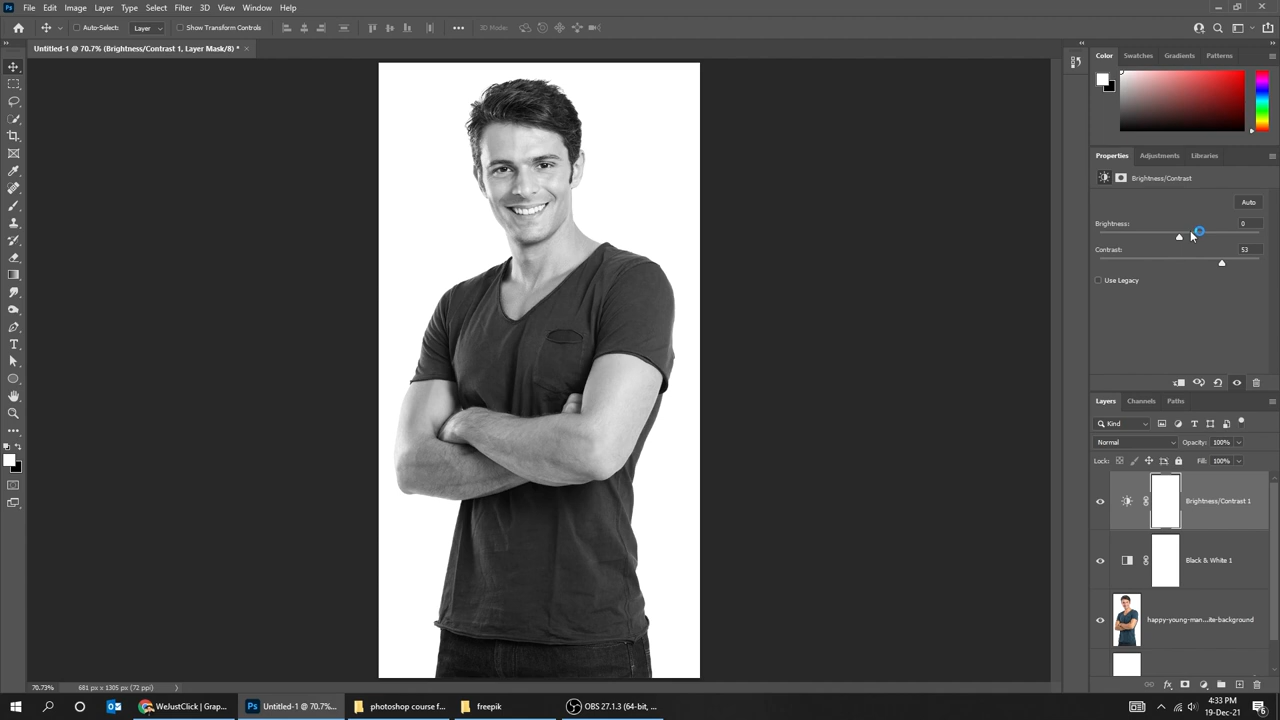 Ps File Edit Image Layer Type Select Filter 3D View Window Help
Auto-Select: Layer Show Transform Controls 3D Mode:
Untitled-1 @ 70.7% (Brightness/Contrast 1, Layer Mask/8) * ×
Color Swatches Gradients Patterns
Properties Adjustments Libraries
Brightness/Contrast
Auto
Brightness: 0
Contrast: 53
Use Legacy
Layers Channels Paths
Kind
Normal Opacity: 100%
Lock: Fill: 100%
Brightness/Contrast 1
Black & White 1
happy-young-man...ite-background
70.73% 681 px x 1305 px (72 ppi)
WeJustClick | Grap... Ps Untitled-1 @ 70.7%... photoshop course f... freepik OBS 27.1.3 (64-bit, ...
4:33 PM
19-Dec-21